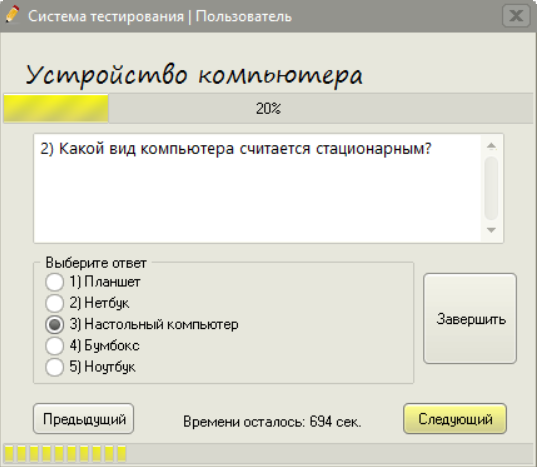 Система тестирования | Пользователь
Устройство компьютера
20%
2) Какой вид компьютера считается стационарным?
Выберите ответ
1) Планшет
2) Нетбук
3) Настольный компьютер
4) Бумбокс
5) Ноутбук
Завершить
Предыдущий
Времени осталось: 694 сек.
Следующий